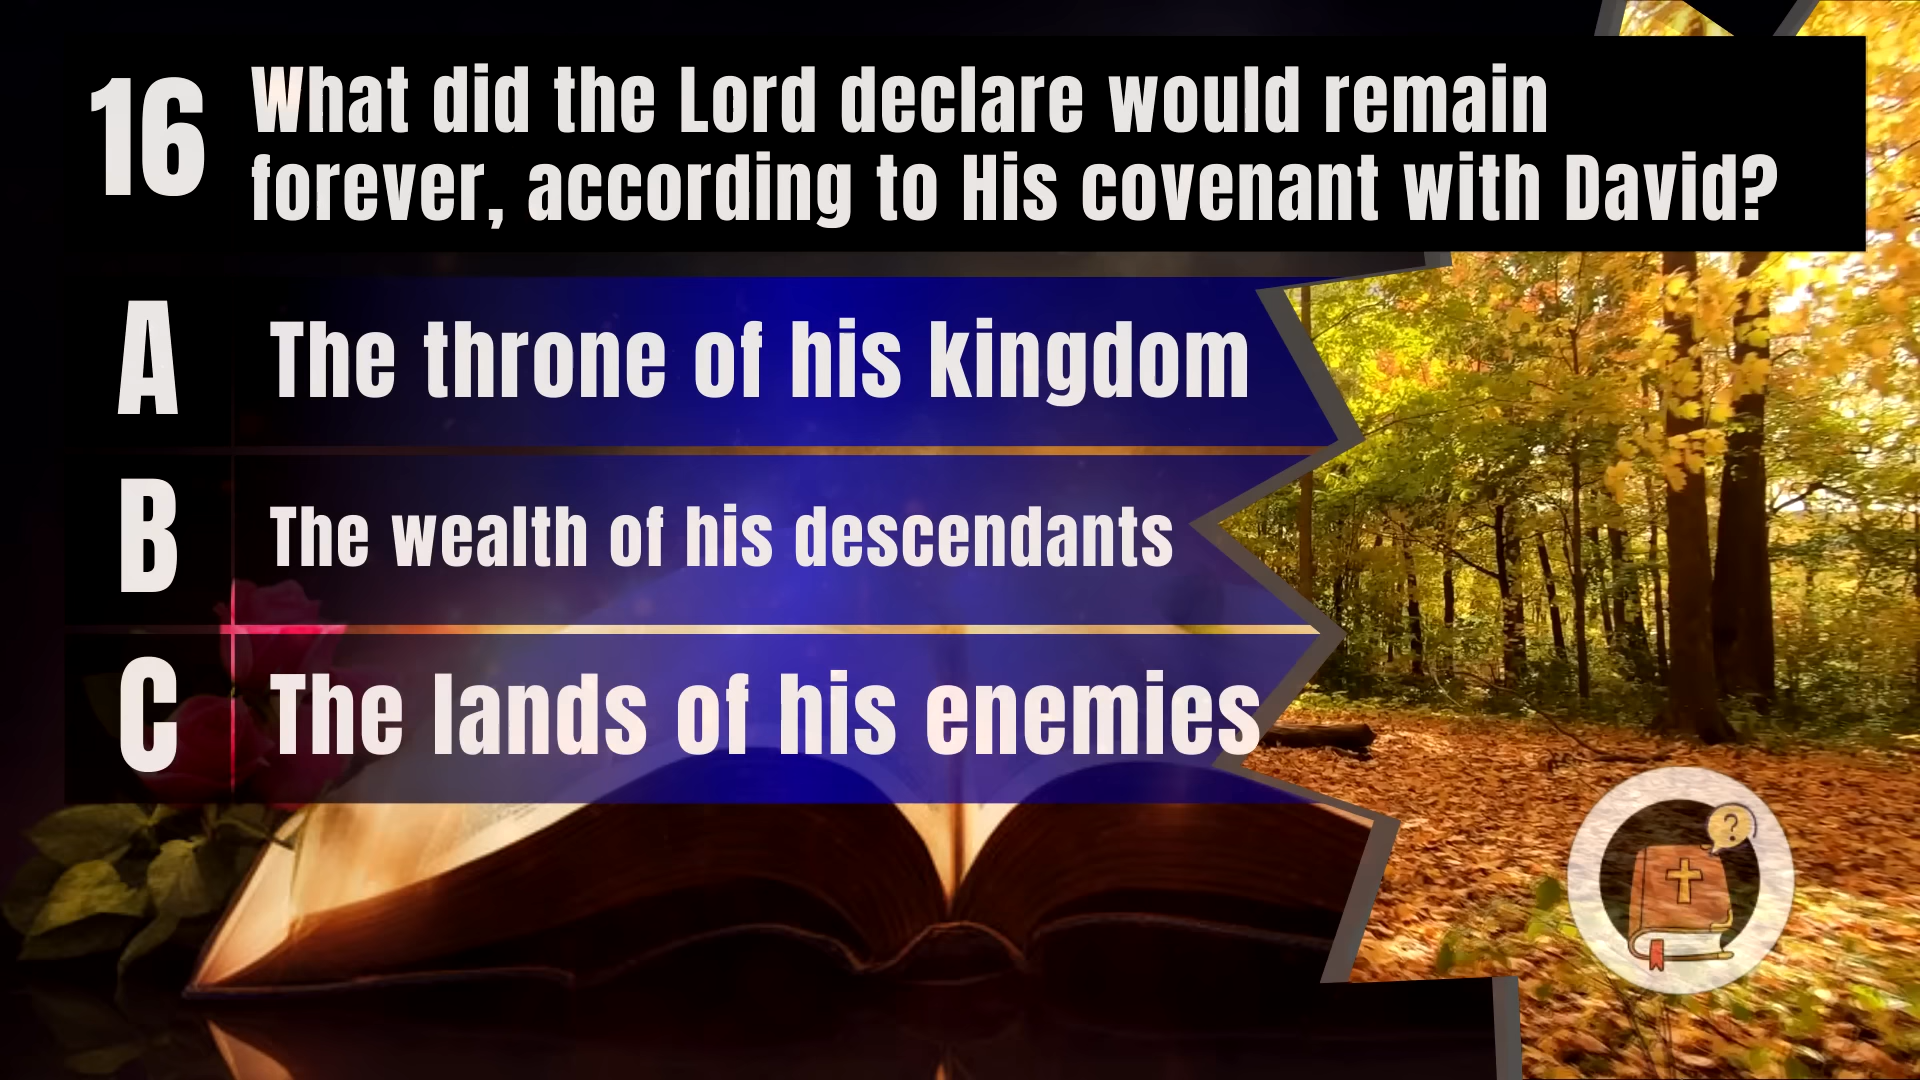 16 What did the Lord declare would remain
forever, according to His covenant with David?
A The throne of his kingdom
B The wealth of his descendants
C The lands of his enemies
?